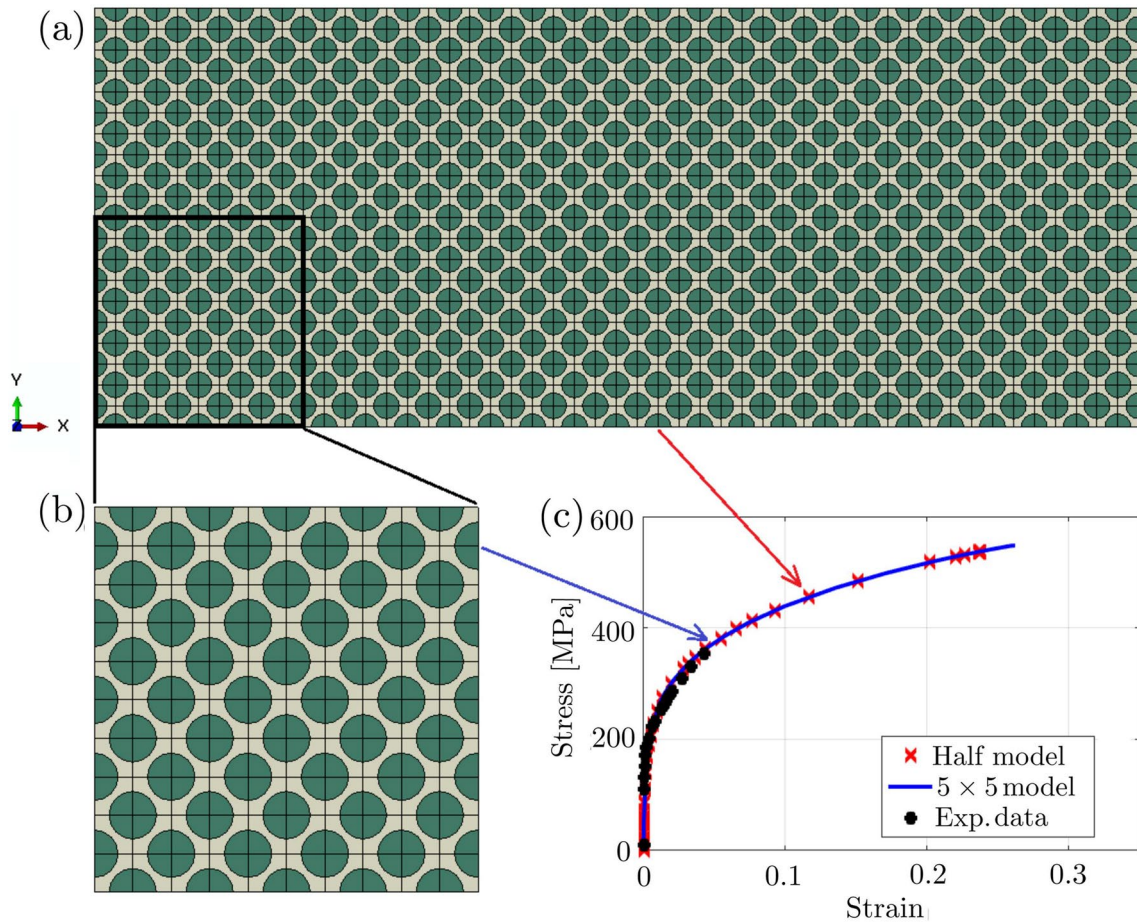 (a)
Y
X
(b)
(c)
600
400
200
0
Stress [MPa]
Half model
5 × 5 model
Exp. data
0
0.1
0.2
0.3
Strain